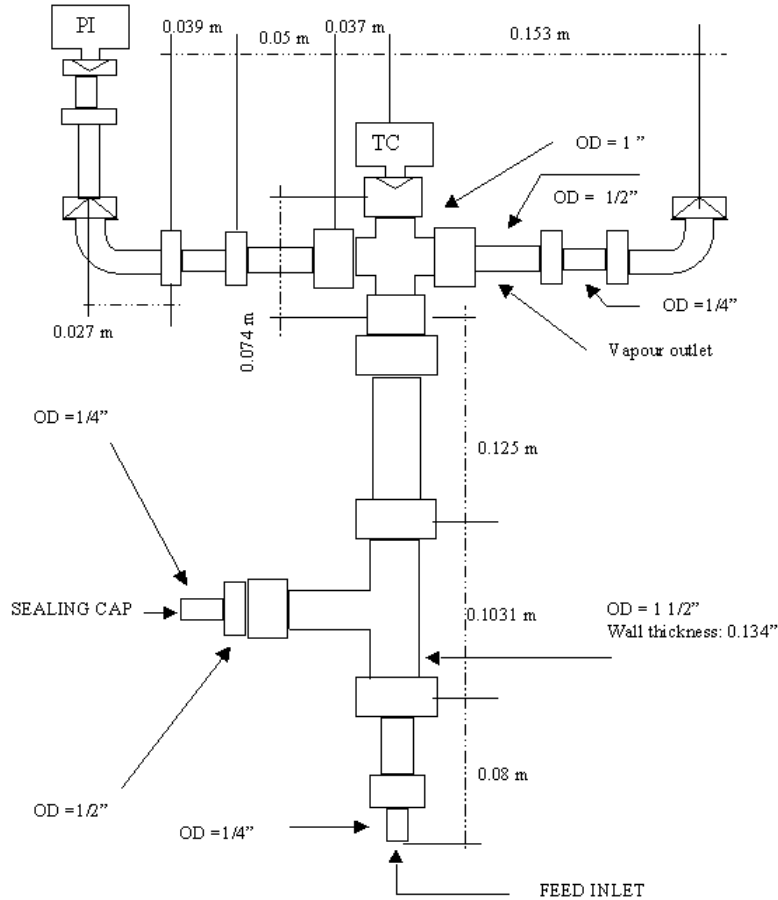 PI
0.039 m
0.05 m
0.037 m
0.153 m
TC
OD = 1 ”
OD = 1/2”
OD =1/4”
Vapour outlet
0.027 m
0.074 m
OD =1/4”
0.125 m
SEALING CAP
0.1031m
OD = 1 1/2”
Wall thickness: 0.134”
OD =1/2”
0.08 m
OD =1/4”
FEED INLET